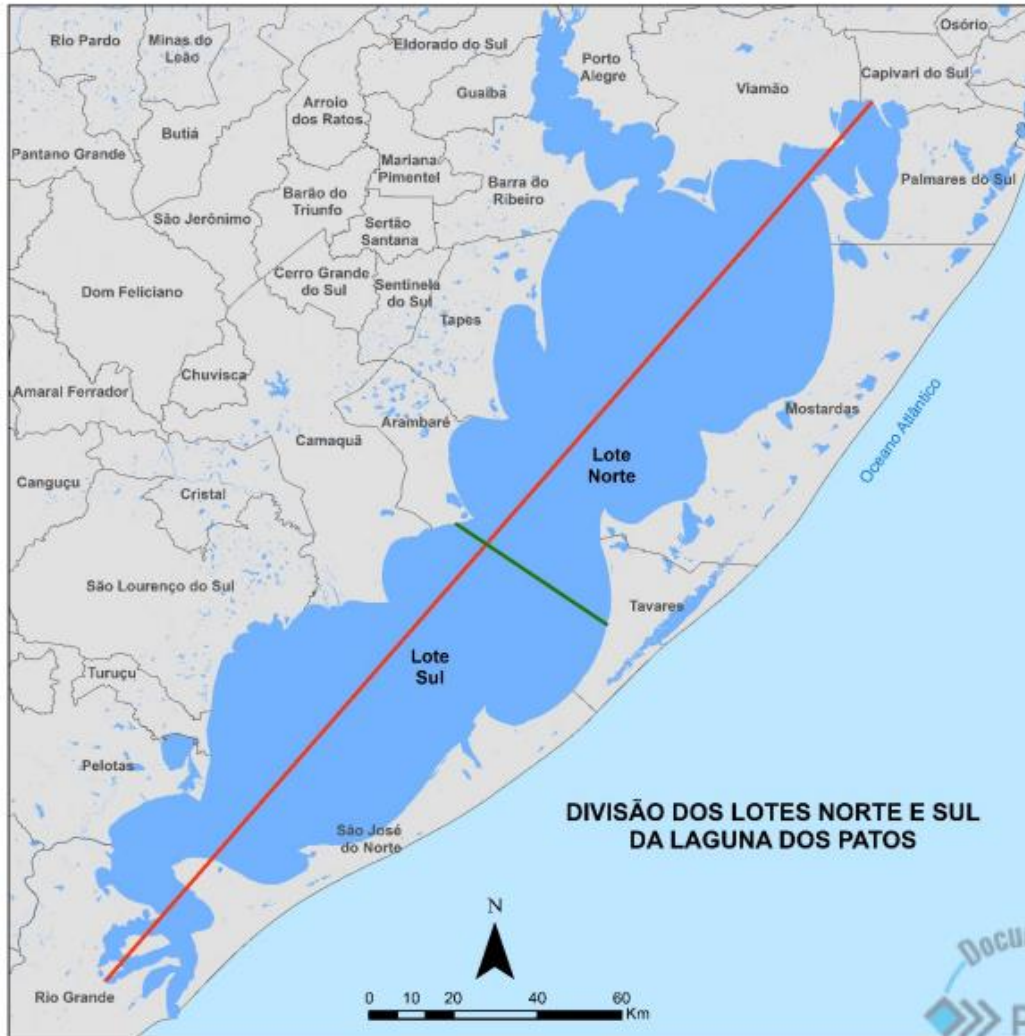 Rio Pardo
Minas do
Leão
Eldorado do Sul
Porto
Alegre
Osório
Capivari do Sul
Viamão
Guaíba
Arroio
dos Ratos
Butiá
Pantano Grande
Mariana
Pimentel
Barra do
Ribeiro
Palmares do Sul
Barão do
Triunfo
São Jerônimo
Sertão
Santana
Cerro Grande
do Sul
Sentinela
do Sul
Dom Feliciano
Tapes
Chuvisca
Amaral Ferrador
Mostardas
Oceano Atlântico
Arambaré
Camaquã
Lote
Norte
Canguçu
Cristal
São Lourenço do Sul
Tavares
Lote
Sul
Turuçu
Pelotas
DIVISÃO DOS LOTES NORTE E SUL
DA LAGUNA DOS PATOS
São José
do Norte
N
Rio Grande
0 10 20 40 60
Km
Docu